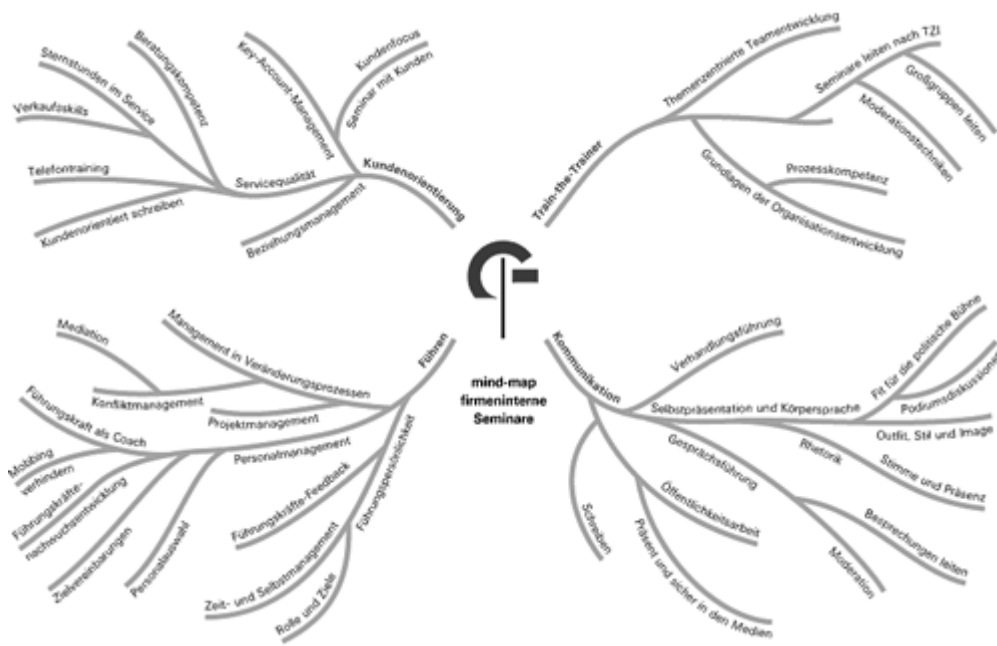 Sternstunden im Service
Beratungskompetenz
Verkaufsskills
Telefontraining
Kundenorientiert schreiben
Servicequalität
Key-Account-Management
Kundenfocus
Seminar mit Kunden
Beziehungsmanagement
Kundenorientierung
Train-the-Trainer
Themenzentrierte Teamentwicklung
Seminare leiten nach TZI
Großgruppen leiten
Moderationstechniken
Grundlagen der Organisationsentwicklung
Prozesskompetenz
mind-map
firmeninterne
Seminare
Führen
Management in Veränderungsprozessen
Mediation
Konfliktmanagement
Projektmanagement
Führungskraft als Coach
Personalmanagement
Mobbing
verhindern
Führungskräfte-
nachwuchsentwicklung
Zielvereinbarungen
Personalauswahl
Führungspersönlichkeit
Führungskräfte-Feedback
Zeit- und Selbstmanagement
Rolle und Ziele
Kommunikation
Verhandlungsführung
Selbstpräsentation und Körpersprache
Fit für die politische Bühne
Podiumsdiskussionen
Outfit, Stil und Image
Rhetorik
Stimme und Präsenz
Gesprächsführung
Besprechungen leiten
Moderation
Öffentlichkeitsarbeit
Präsent und sicher in den Medien
Schreiben